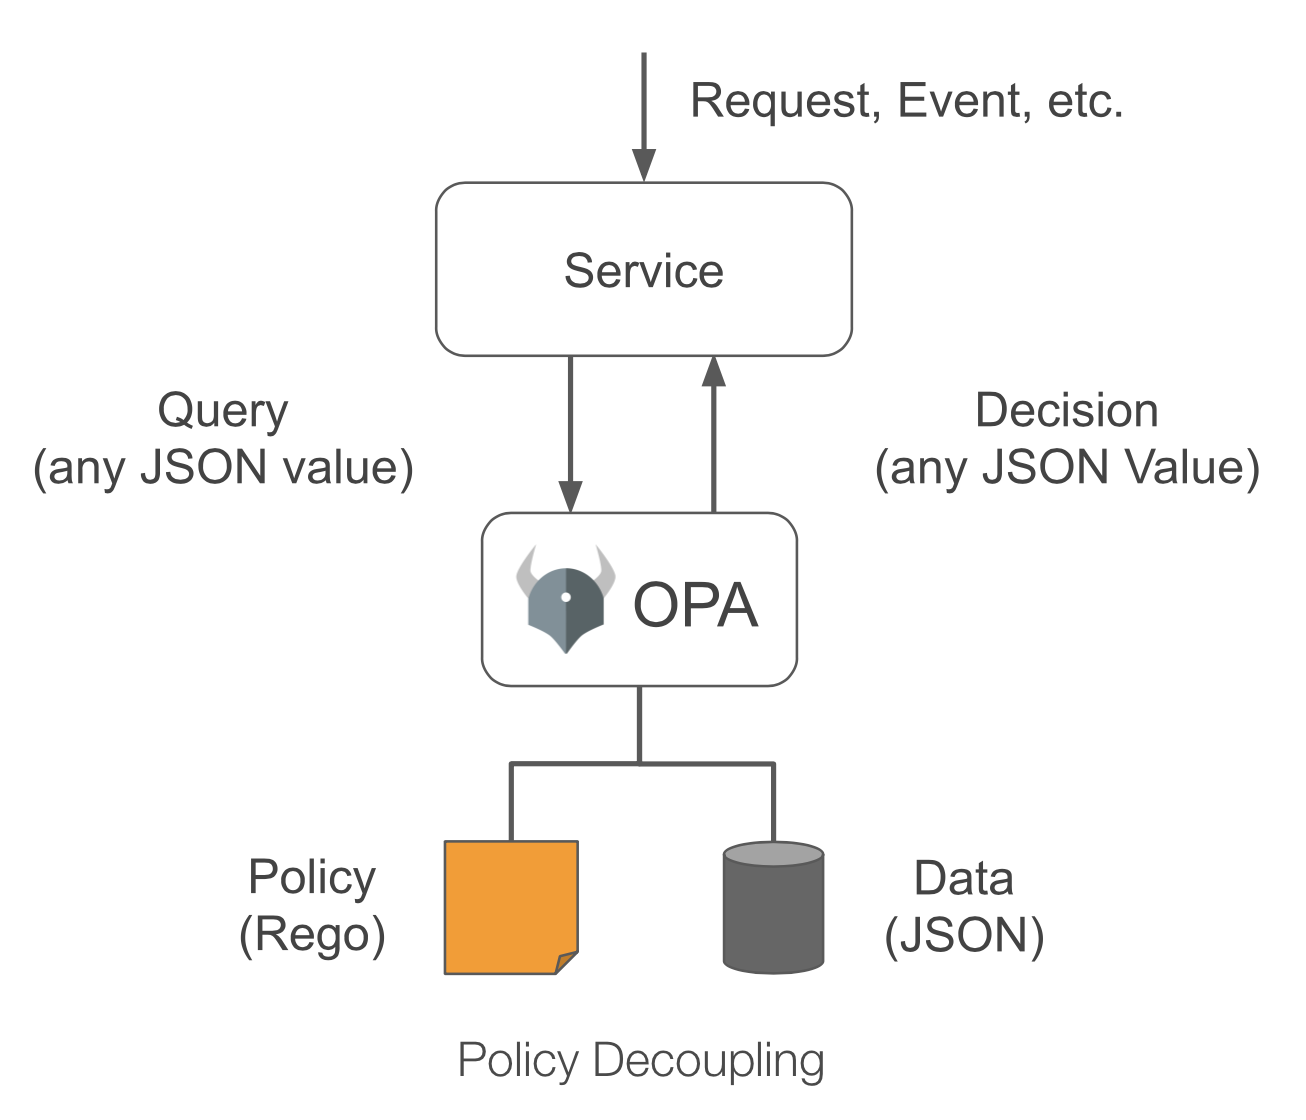 Request, Event, etc.
Service
Query
(any JSON value)
Decision
(any JSON Value)
OPA
Policy
(Rego)
Data
(JSON)
Policy Decoupling